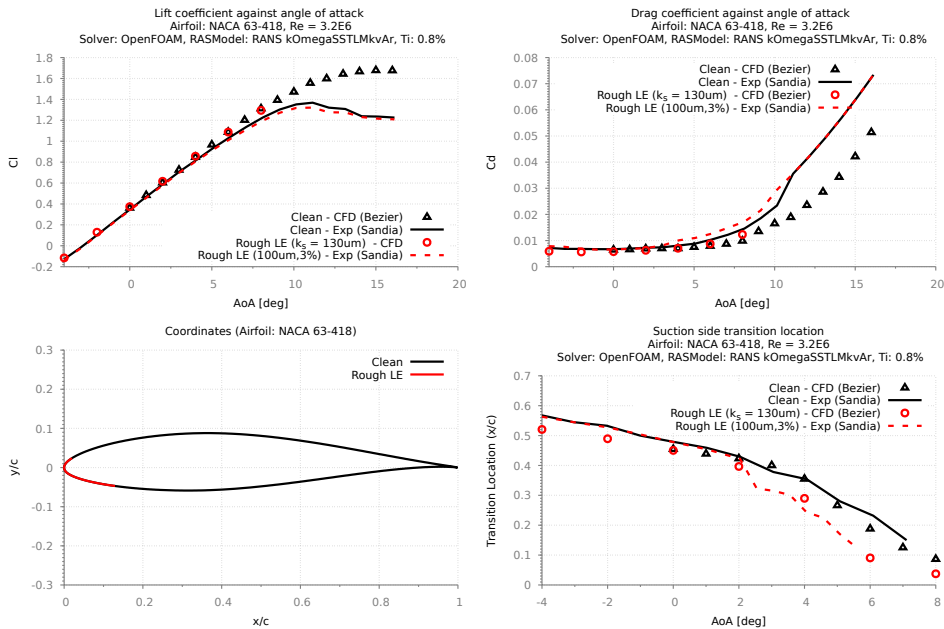 Lift coefficient against angle of attack
Airfoil: NACA 63-418, Re = 3.2E6
Solver: OpenFOAM, RASModel: RANS kOmegaSSTLMkvAr, Ti: 0.8%
1.8
1.6
1.4
1.2
1
0.8
0.6
0.4
0.2
0
-0.2
Cl
Clean - CFD (Bezier)
Clean - Exp (Sandia)
Rough LE (ks = 130um) - CFD
Rough LE (100um,3%) - Exp (Sandia)
0 5 10 15 20
AoA [deg]
Drag coefficient against angle of attack
Airfoil: NACA 63-418, Re = 3.2E6
Solver: OpenFOAM, RASModel: RANS kOmegaSSTLMkvAr, Ti: 0.8%
0.08
0.07
0.06
0.05
0.04
0.03
0.02
0.01
0
Cd
Clean - CFD (Bezier)
Clean - Exp (Sandia)
Rough LE (ks = 130um) - CFD (Bezier)
Rough LE (100um,3%) - Exp (Sandia)
0 5 10 15 20
AoA [deg]
Coordinates (Airfoil: NACA 63-418)
0.3
0.2
0.1
0
-0.1
-0.2
-0.3
y/c
Clean
Rough LE
0 0.2 0.4 0.6 0.8 1
x/c
Suction side transition location
Airfoil: NACA 63-418, Re = 3.2E6
Solver: OpenFOAM, RASModel: RANS kOmegaSSTLMkvAr, Ti: 0.8%
0.7
0.6
0.5
0.4
0.3
0.2
0.1
0
Transition Location (x/c)
Clean - CFD (Bezier)
Clean - Exp (Sandia)
Rough LE (ks = 130um) - CFD (Bezier)
Rough LE (100um,3%) - Exp (Sandia)
-4 -2 0 2 4 6 8
AoA [deg]